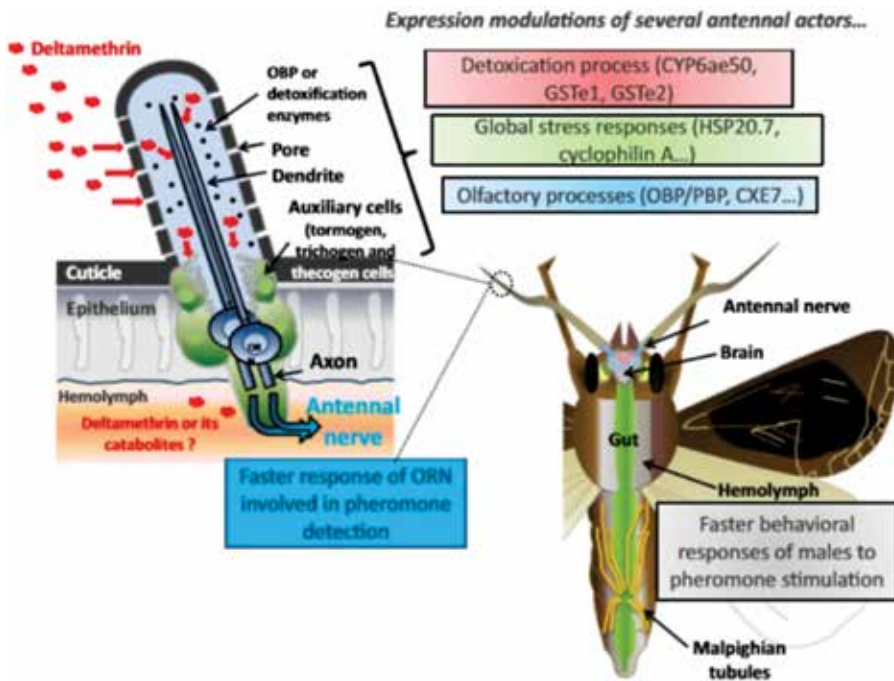 Expression modulations of several antennal actors...
Deltamethrin
OBP or
detoxification
enzymes
Pore
Dendrite
Auxiliary cells
(tormogen,
trichogen and
thecogen cells)
Cuticle
Epithelium
Axon
Hemolymph
Deltamethrin or its
catabolites ?
Antennal
nerve
Faster response of ORN
involved in pheromone
detection
Detoxication process (CYP6ae50,
GSTe1, GSTe2)
Global stress responses (HSP20.7,
cyclophilin A...)
Olfactory processes (OBP/PBP, CXE7...)
Antennal nerve
Brain
Gut
Hemolymph
Faster behavioral
responses of males to
pheromone stimulation
Malpighian
tubules